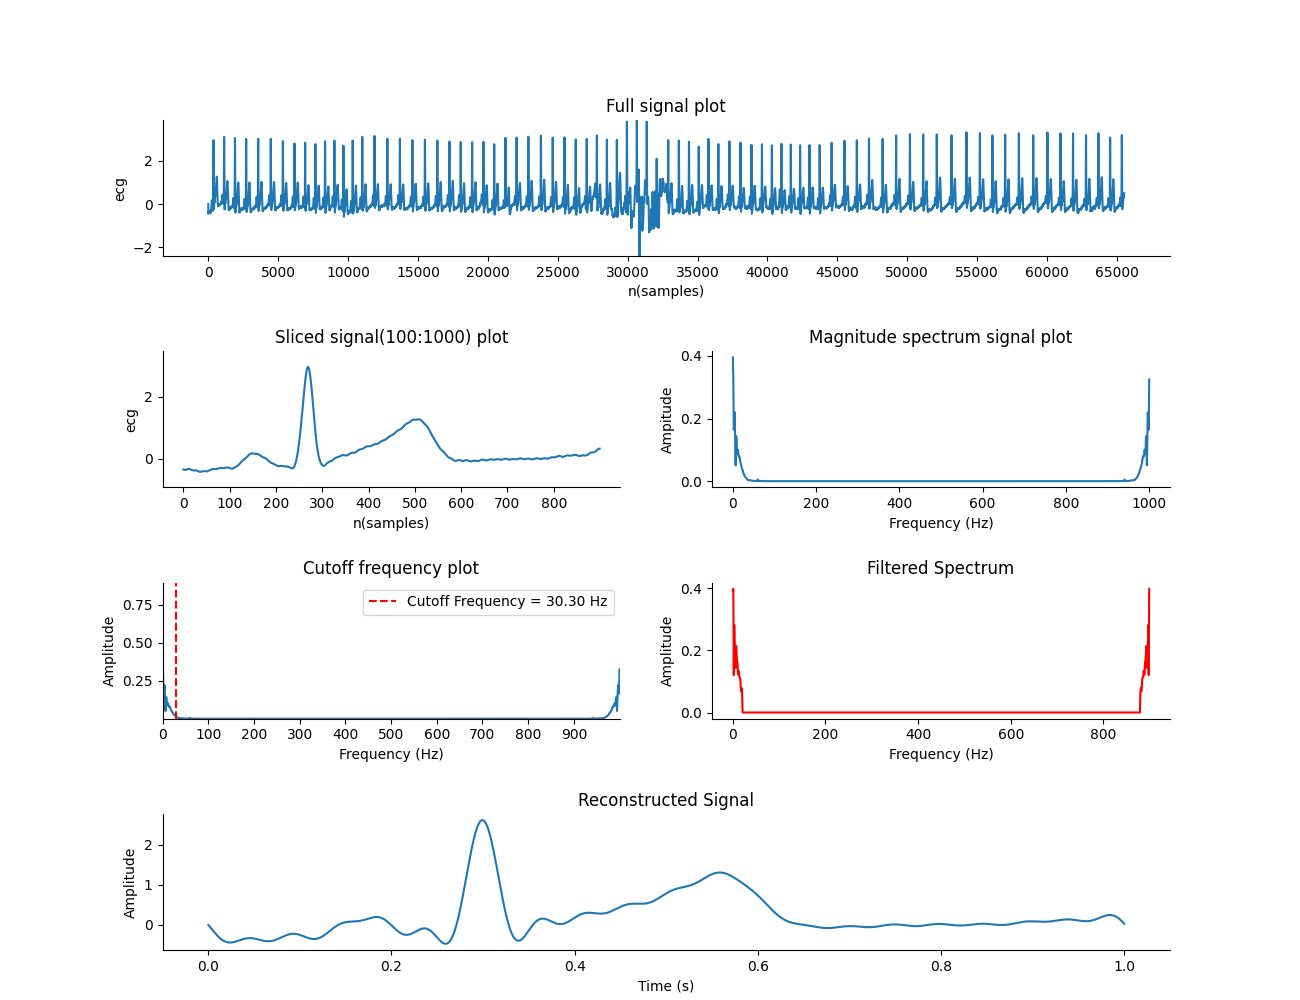 Full signal plot
ecg
2
0
−2
0 5000 10000 15000 20000 25000 30000 35000 40000 45000 50000 55000 60000 65000
n(samples)
Sliced signal(100:1000) plot
ecg
2
0
0 100 200 300 400 500 600 700 800
n(samples)
Magnitude spectrum signal plot
Ampitude
0.4
0.2
0.0
0 200 400 600 800 1000
Frequency (Hz)
Cutoff frequency plot
Cutoff Frequency = 30.30 Hz
Amplitude
0.75
0.50
0.25
0 100 200 300 400 500 600 700 800 900
Frequency (Hz)
Filtered Spectrum
Amplitude
0.4
0.2
0.0
0 200 400 600 800
Frequency (Hz)
Reconstructed Signal
Amplitude
2
1
0
0.0 0.2 0.4 0.6 0.8 1.0
Time (s)